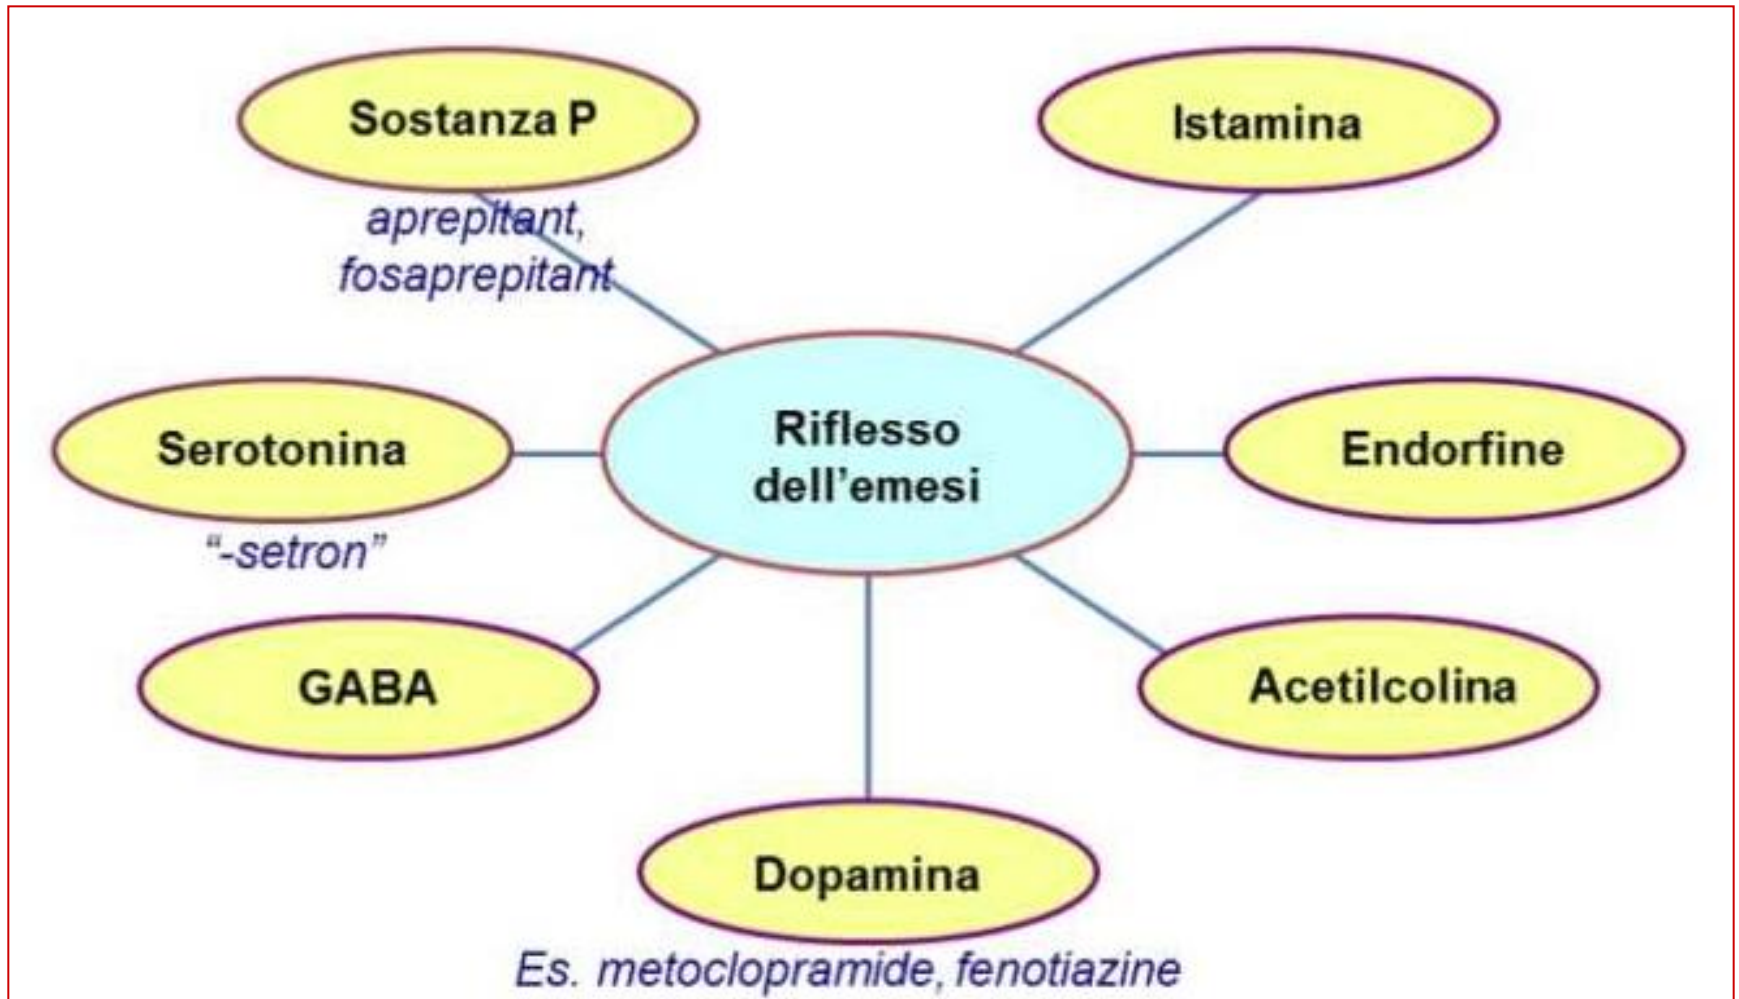 Sostanza P
Istamina
aprepitant,
fosaprepitant
Riflesso
dell’emesi
Serotonina
Endorfine
“-setron”
GABA
Acetilcolina
Dopamina
Es. metoclopramide, fenotiazine